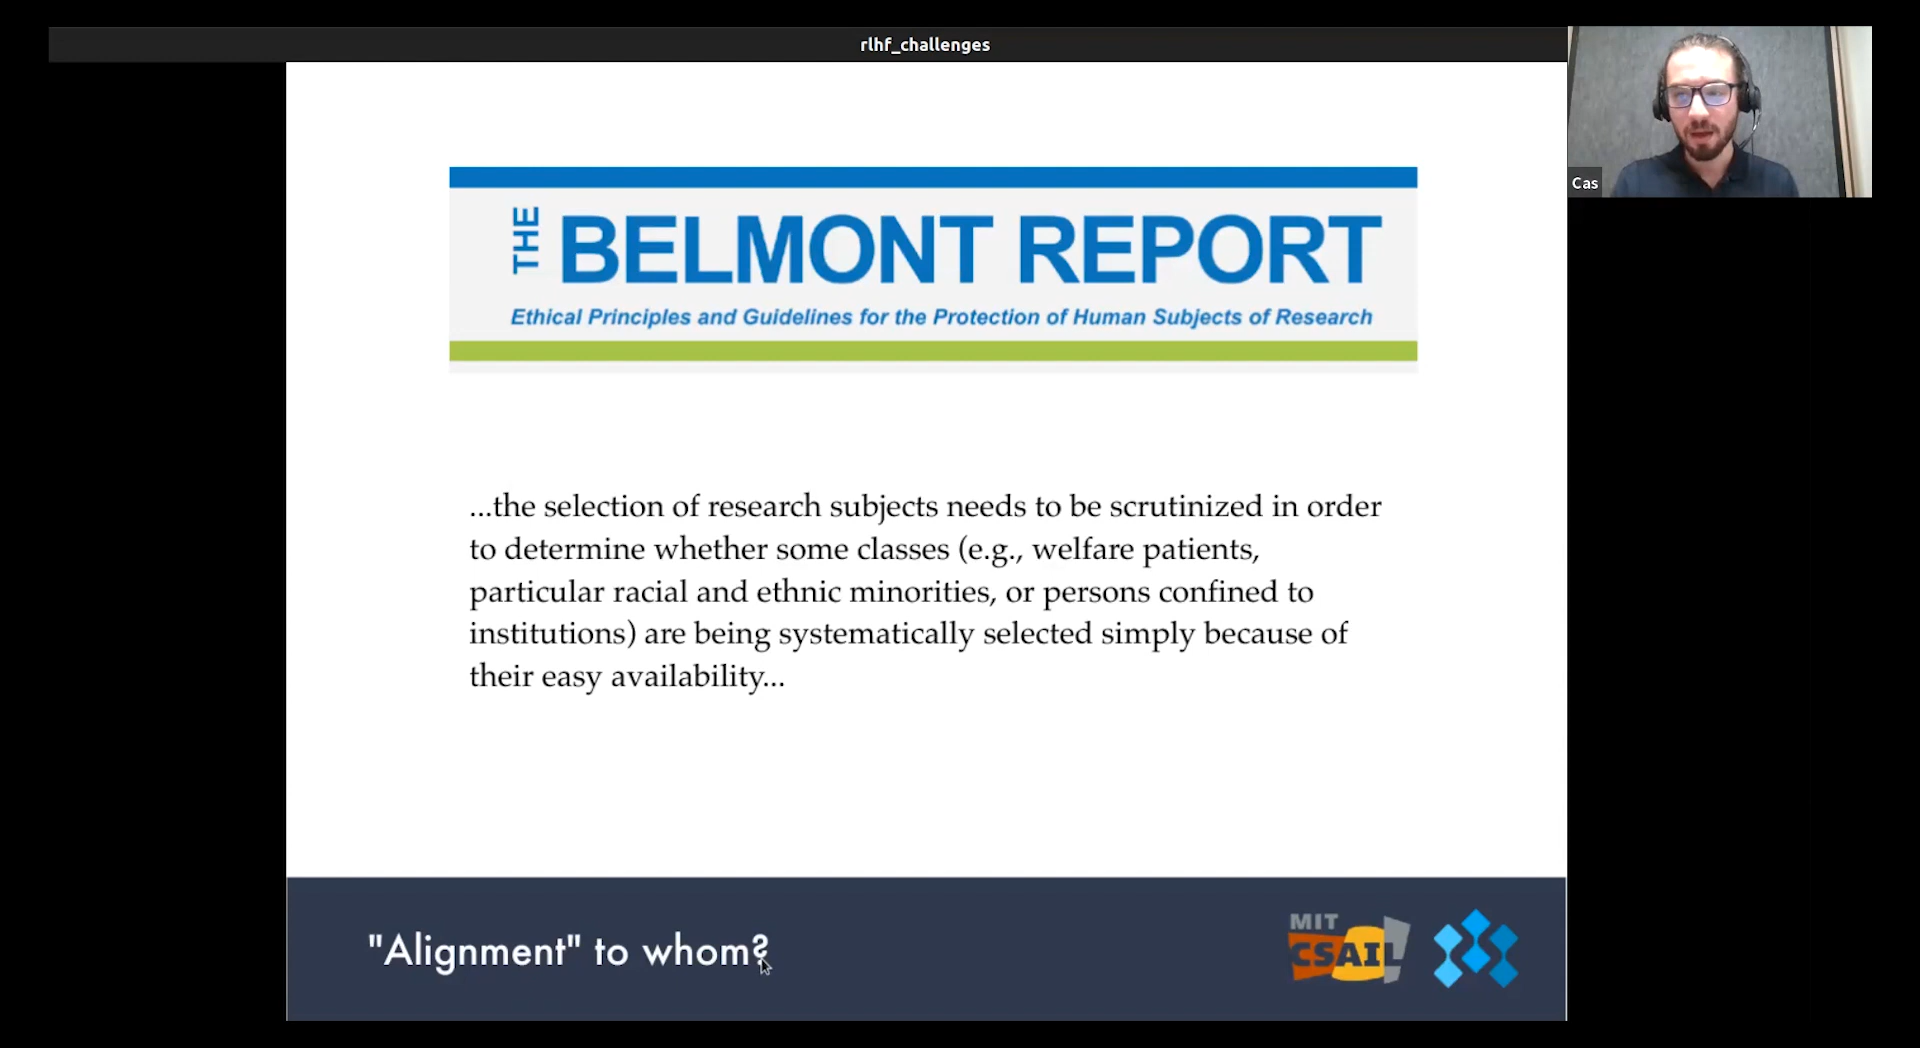 rlhf_challenges
Cas
THE BELMONT REPORT
Ethical Principles and Guidelines for the Protection of Human Subjects of Research
...the selection of research subjects needs to be scrutinized in order
to determine whether some classes (e.g., welfare patients,
particular racial and ethnic minorities, or persons confined to
institutions) are being systematically selected simply because of
their easy availability...
"Alignment" to whom?
MIT
CSAIL